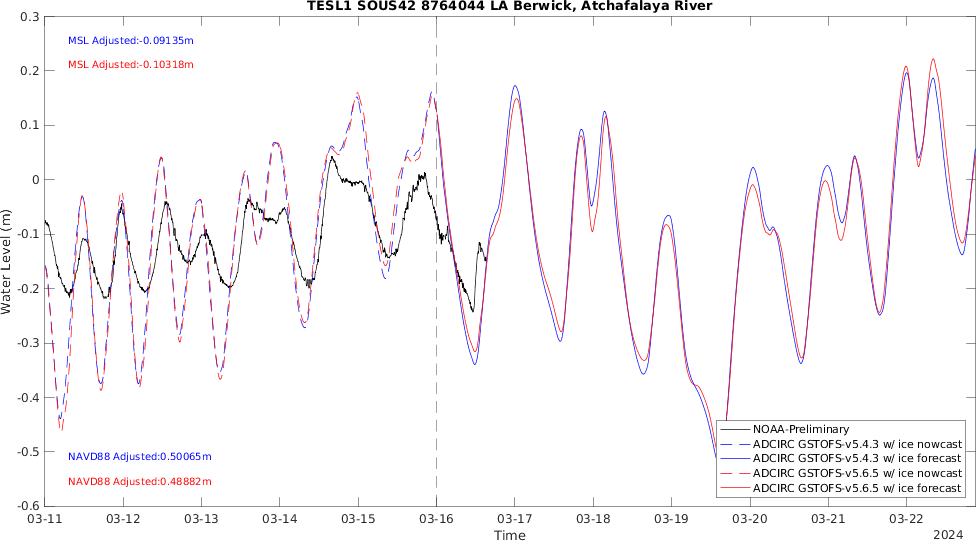 TESL1 SOUS42 8764044 LA Berwick, Atchafalaya River
MSL Adjusted:-0.09135m
MSL Adjusted:-0.10318m
0.3
0.2
0.1
0
-0.1
-0.2
-0.3
-0.4
-0.5
-0.6
Water Level (m)
NAVD88 Adjusted:0.50065m
NAVD88 Adjusted:0.48882m
NOAA-Preliminary
ADCIRC GSTOFS-v5.4.3 w/ ice nowcast
ADCIRC GSTOFS-v5.4.3 w/ ice forecast
ADCIRC GSTOFS-v5.6.5 w/ ice nowcast
ADCIRC GSTOFS-v5.6.5 w/ ice forecast
03-11 03-12 03-13 03-14 03-15 03-16 03-17 03-18 03-19 03-20 03-21 03-22
Time
2024